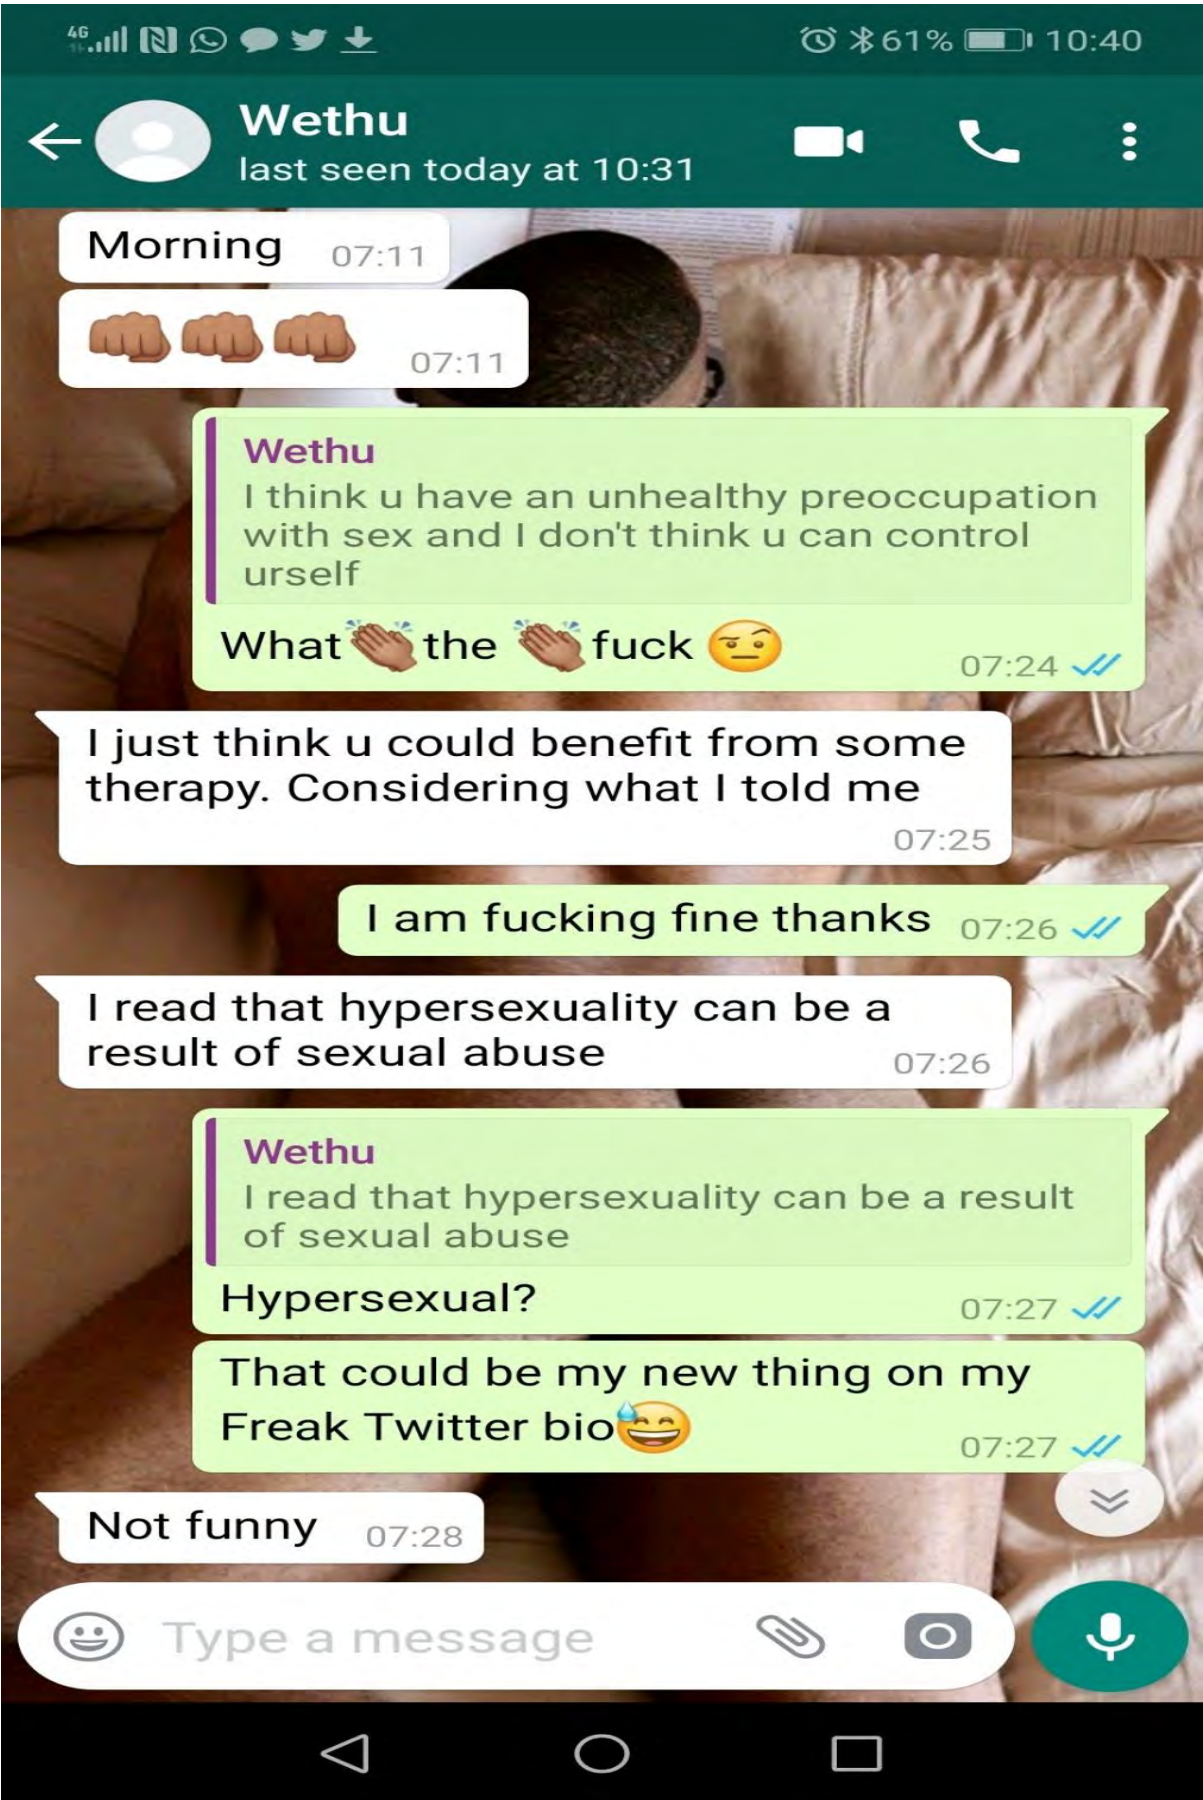 4G 61% 10:40
Wethu
last seen today at 10:31
Morning 07:11
07:11
Wethu
I think u have an unhealthy preoccupation
with sex and I don't think u can control
urself
What the fuck
07:24
I just think u could benefit from some
therapy. Considering what I told me
07:25
I am fucking fine thanks 07:26
I read that hypersexuality can be a
result of sexual abuse 07:26
Wethu
I read that hypersexuality can be a result
of sexual abuse
Hypersexual? 07:27
That could be my new thing on my
Freak Twitter bio
07:27
Not funny 07:28
Type a message